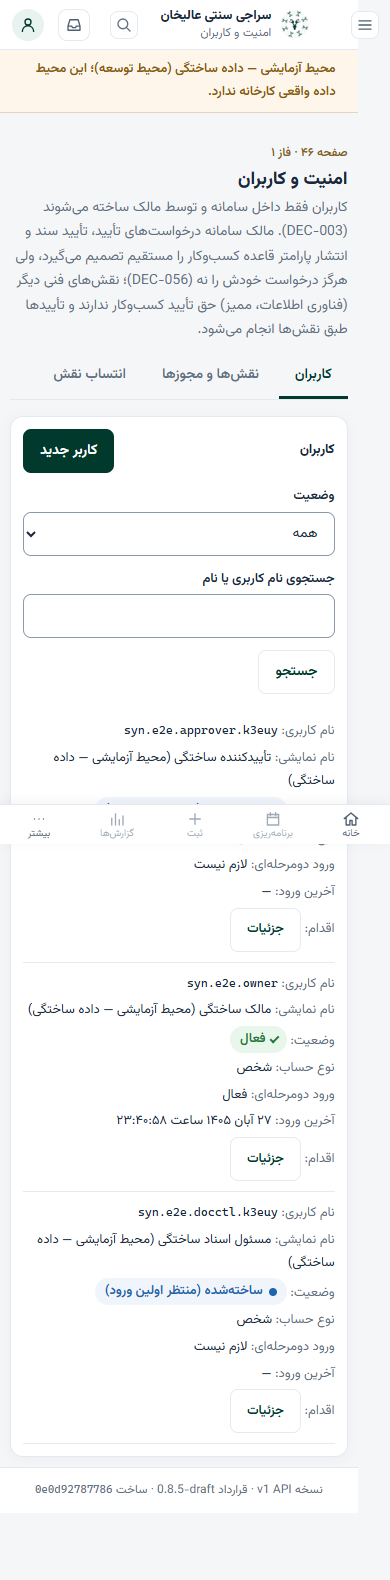 سراجی سنتی عالیخان
امنیت و کاربران
محیط آزمایشی — داده ساختگی (محیط توسعه)؛ این محیط
داده واقعی کارخانه ندارد.
صفحه ۴۶ · فاز ۱
امنیت و کاربران
کاربران فقط داخل سامانه و توسط مالک ساخته می‌شوند
(DEC-003). مالک سامانه درخواست‌های تأیید، تأیید سند و
انتشار پارامتر قاعده کسب‌وکار را مستقیم تصمیم می‌گیرد، ولی
هرگز درخواست خودش را نه (DEC-056)؛ نقش‌های فنی دیگر
(فناوری اطلاعات، ممیز) حق تأیید کسب‌وکار ندارند و تأییدها
طبق نقش‌ها انجام می‌شود.
کاربران نقش‌ها و مجوزها انتساب نقش
کاربران
کاربر جدید
وضعیت
همه
جستجوی نام کاربری یا نام
جستجو
نام کاربری: syn.e2e.approver.k3euy
نام نمایشی: تأییدکننده ساختگی (محیط آزمایشی — داده
ساختگی)
خانه برنامه‌ریزی ثبت گزارش‌ها بیشتر
ورود دومرحله‌ای: لازم نیست
آخرین ورود: —
اقدام: جزئیات
نام کاربری: syn.e2e.owner
نام نمایشی: مالک ساختگی (محیط آزمایشی — داده ساختگی)
وضعیت: فعال
نوع حساب: شخص
ورود دومرحله‌ای: فعال
آخرین ورود: ۲۷ آبان ۱۴۰۵ ساعت ۲۳:۴۰:۵۸
اقدام: جزئیات
نام کاربری: syn.e2e.docctl.k3euy
نام نمایشی: مسئول اسناد ساختگی (محیط آزمایشی — داده
ساختگی)
وضعیت: ساخته‌شده (منتظر اولین ورود)
نوع حساب: شخص
ورود دومرحله‌ای: لازم نیست
آخرین ورود: —
اقدام: جزئیات
نسخه API v1 · قرارداد 0.8.5-draft · ساخت 0e0d92787786